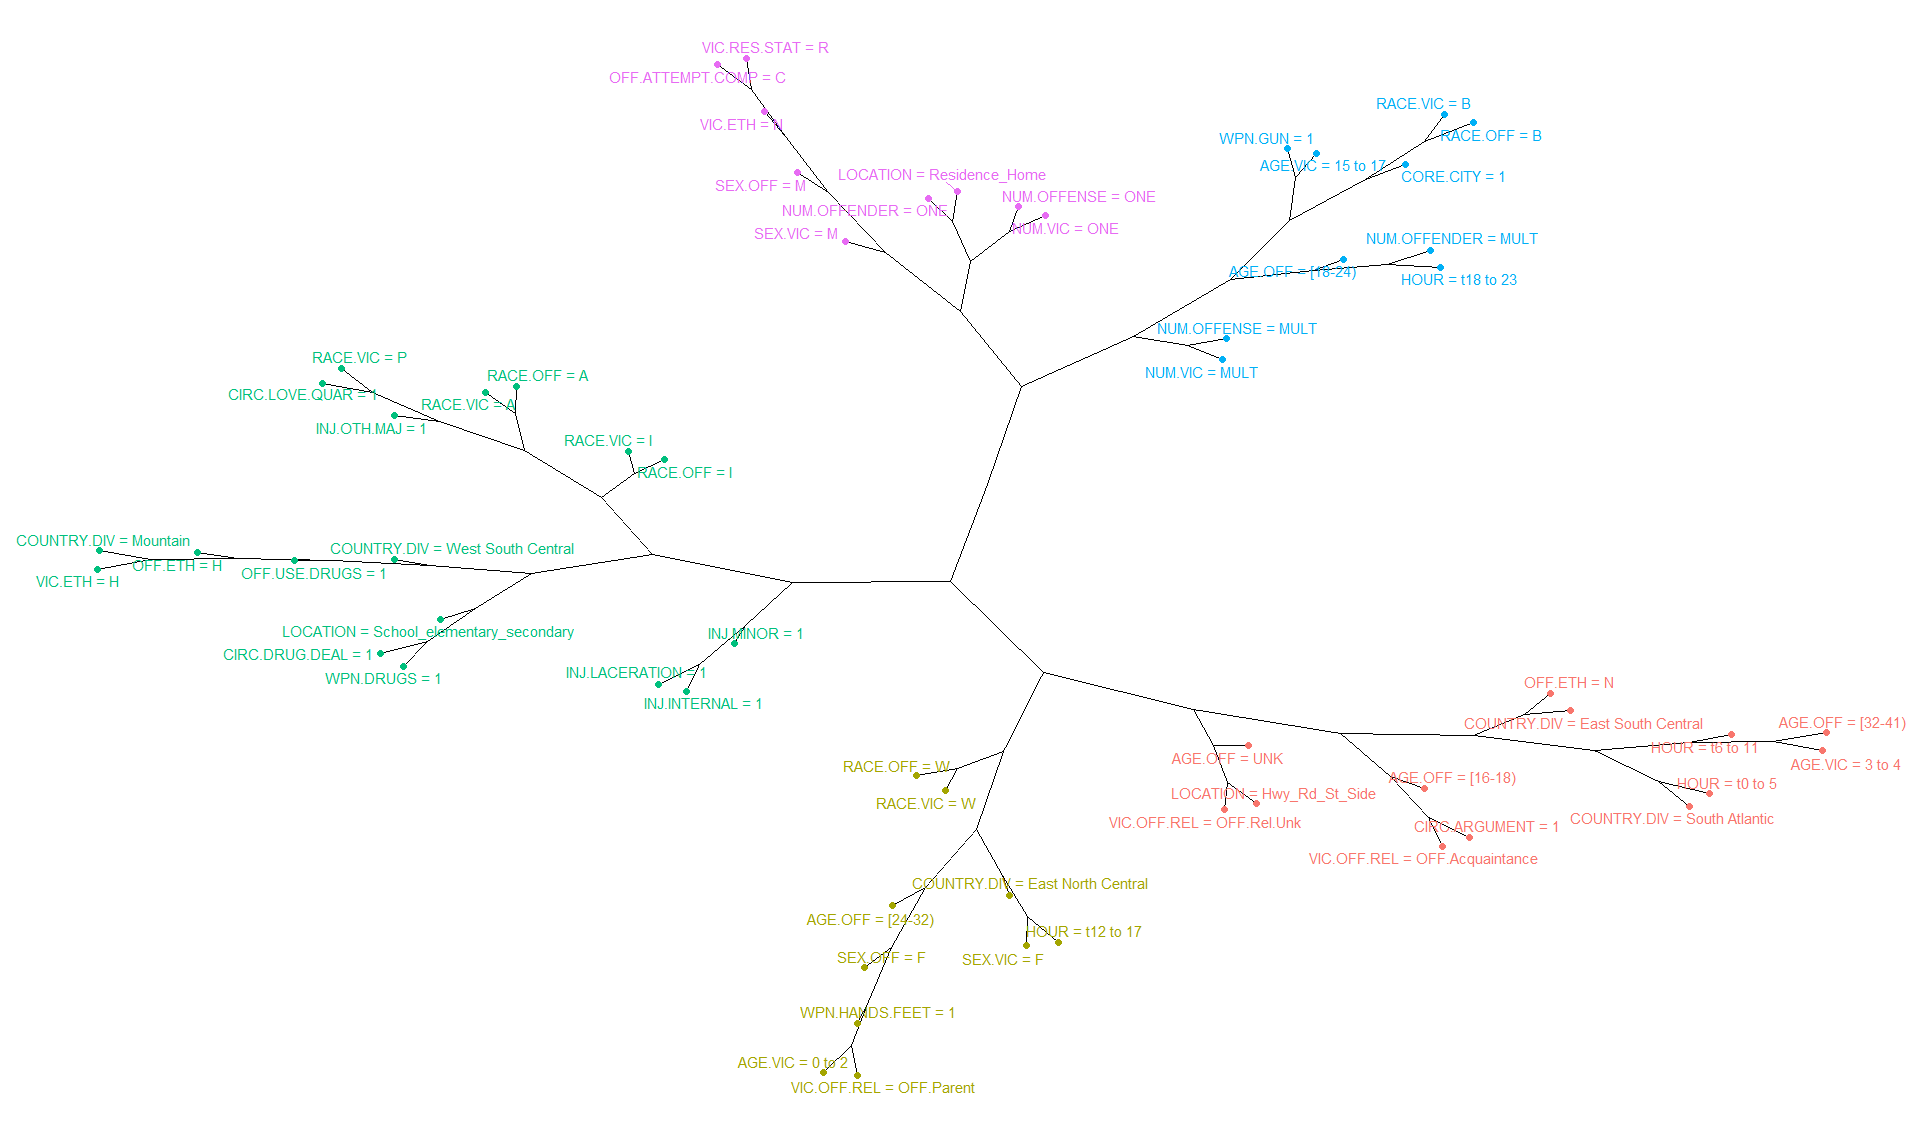 VIC.RES.STAT = R
OFF.ATTEMPT.COMP = C
VIC.ETH = N
SEX.OFF = M
LOCATION = Residence_Home
NUM.OFFENDER = ONE
NUM.OFFENSE = ONE
NUM.VIC = ONE
SEX.VIC = M
RACE.VIC = B
RACE.OFF = B
WPN.GUN = 1
AGE.VIC = 15 to 17
CORE.CITY = 1
NUM.OFFENDER = MULT
AGE.OFF = [18-24)
HOUR = t18 to 23
NUM.OFFENSE = MULT
NUM.VIC = MULT
RACE.VIC = P
CIRC.LOVE.QUAR = 1
INJ.OTH.MAJ = 1
RACE.OFF = A
RACE.VIC = A
RACE.VIC = I
RACE.OFF = I
COUNTRY.DIV = Mountain
VIC.ETH = H
OFF.ETH = H
OFF.USE.DRUGS = 1
COUNTRY.DIV = West South Central
LOCATION = School_elementary_secondary
CIRC.DRUG.DEAL = 1
WPN.DRUGS = 1
INJ.MINOR = 1
INJ.LACERATION = 1
INJ.INTERNAL = 1
RACE.OFF = W
RACE.VIC = W
COUNTRY.DIV = East North Central
AGE.OFF = [24-32)
HOUR = t12 to 17
SEX.VIC = F
SEX.OFF = F
WPN.HANDS.FEET = 1
AGE.VIC = 0 to 2
VIC.OFF.REL = OFF.Parent
OFF.ETH = N
COUNTRY.DIV = East South Central
AGE.OFF = [32-41)
HOUR = t6 to 11
AGE.VIC = 3 to 4
HOUR = t0 to 5
COUNTRY.DIV = South Atlantic
AGE.OFF = UNK
LOCATION = Hwy_Rd_St_Side
VIC.OFF.REL = OFF.Rel.Unk
AGE.OFF = [16-18)
CIRC.ARGUMENT = 1
VIC.OFF.REL = OFF.Acquaintance